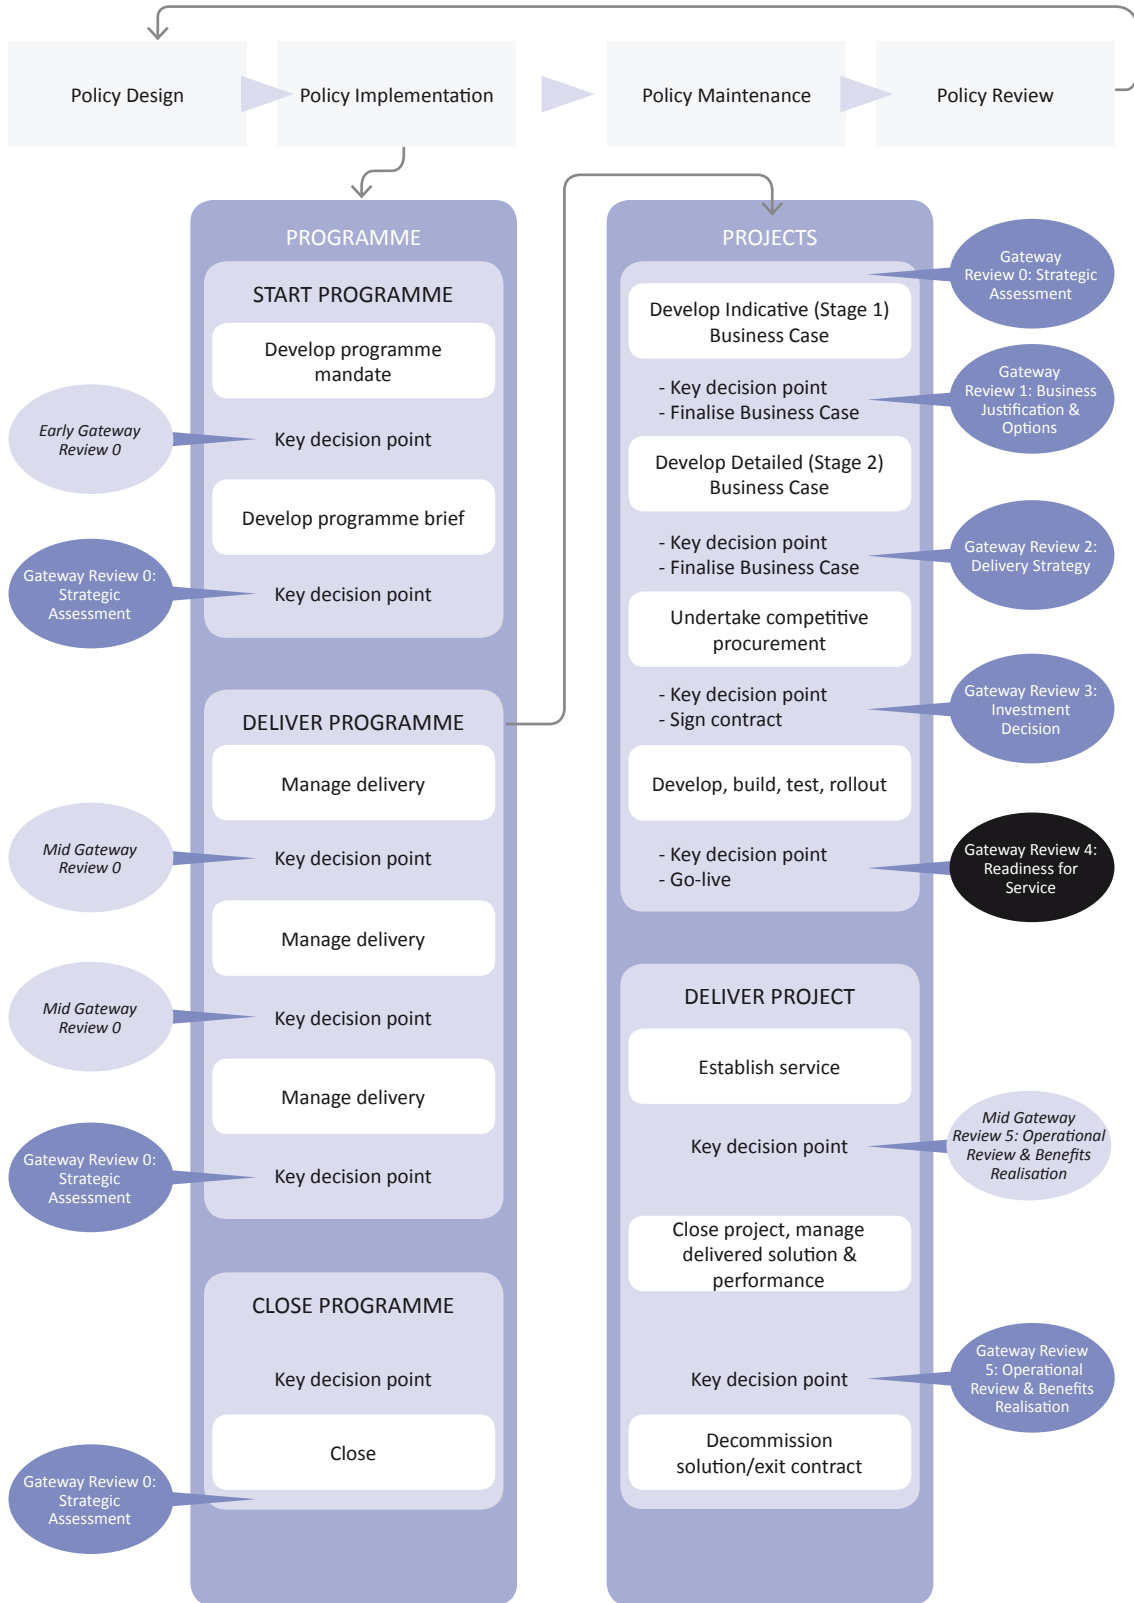 Policy Design
Policy Implementation
Policy Maintenance
Policy Review
PROGRAMME
START PROGRAMME
Develop programme
mandate
Early Gateway
Review 0
Key decision point
Develop programme brief
Gateway Review 0:
Strategic
Assessment
Key decision point
DELIVER PROGRAMME
Manage delivery
Mid Gateway
Review 0
Key decision point
Manage delivery
Mid Gateway
Review 0
Key decision point
Manage delivery
Gateway Review 0:
Strategic
Assessment
Key decision point
CLOSE PROGRAMME
Key decision point
Close
Gateway Review 0:
Strategic
Assessment
PROJECTS
Gateway
Review 0: Strategic
Assessment
Develop Indicative (Stage 1)
Business Case
- Key decision point
- Finalise Business Case
Gateway
Review 1: Business
Justification &
Options
Develop Detailed (Stage 2)
Business Case
- Key decision point
- Finalise Business Case
Gateway Review 2:
Delivery Strategy
Undertake competitive
procurement
- Key decision point
- Sign contract
Gateway Review 3:
Investment
Decision
Develop, build, test, rollout
- Key decision point
- Go-live
Gateway Review 4:
Readiness for
Service
DELIVER PROJECT
Establish service
Key decision point
Mid Gateway
Review 5: Operational
Review & Benefits
Realisation
Close project, manage
delivered solution &
performance
Key decision point
Gateway Review
5: Operational
Review & Benefits
Realisation
Decommission
solution/exit contract